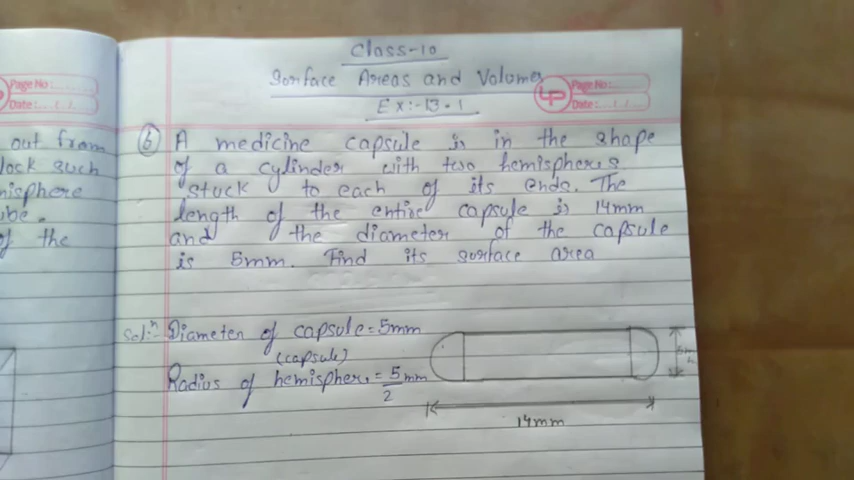 Page No:
Date:
out from
lock such
misphere
ube.
of the
Class-10
Surface Areas and Volumes
Ex:-13.1
Page No:
Date:
6 A medicine capsule is in the shape
of a cylinder with two hemispheres
stuck to each of its ends. The
length of the entire capsule is 14mm
and the diameter of the capsule
is 5mm. Find its surface area
Sol:n- Diameter of capsule=5mm
(capsule)
Radius of hemisphere = 5/2 mm
14mm